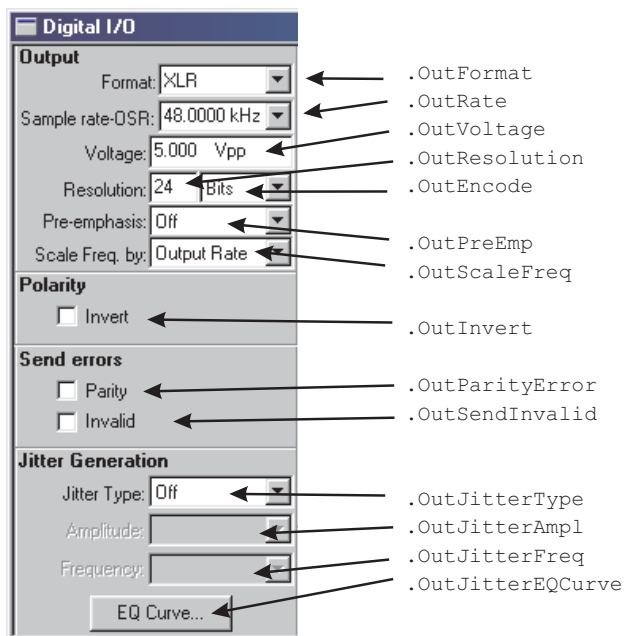 Digital I/O
Output
Format: XLR .OutFormat
Sample rate-OSR: 48.0000 kHz .OutRate
Voltage: 5.000 Vpp .OutVoltage
Resolution: 24 Bits .OutResolution
.OutEncode
Pre-emphasis: Off .OutPreEmp
Scale Freq. by: Output Rate .OutScaleFreq
Polarity
Invert .OutInvert
Send errors
Parity .OutParityError
Invalid .OutSendInvalid
Jitter Generation
Jitter Type: Off .OutJitterType
Amplitude: .OutJitterAmpl
Frequency: .OutJitterFreq
EQ Curve... .OutJitterEQCurve